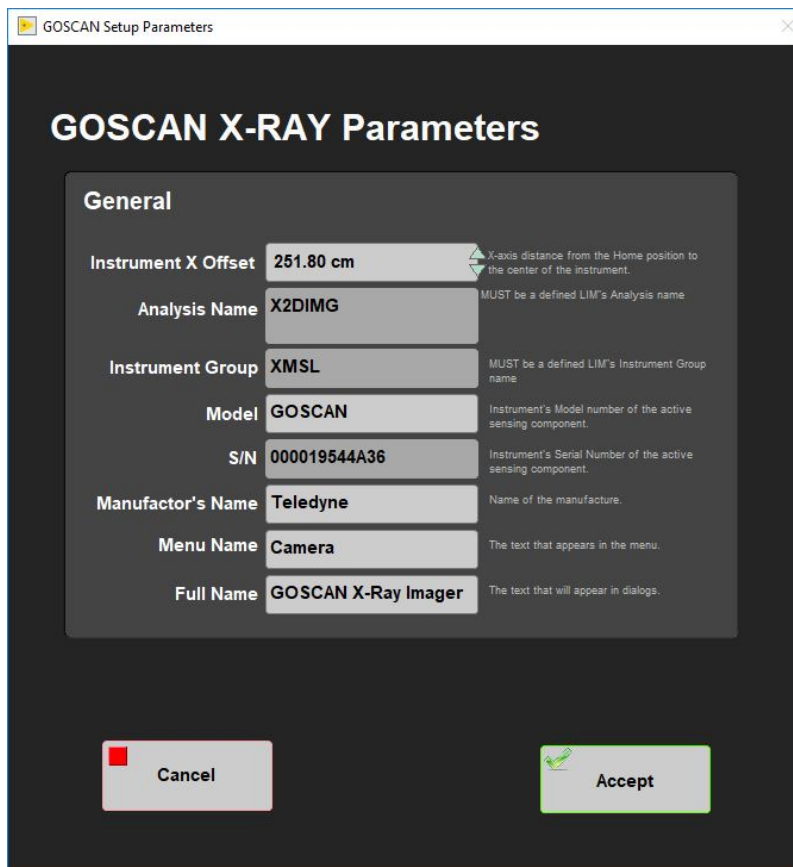 GOSCAN Setup Parameters
GOSCAN X-RAY Parameters
General
Instrument X Offset
251.80 cm
X-axis distance from the Home position to
the center of the instrument.
Analysis Name
X2DIMG
MUST be a defined LIM"s Analysis name
Instrument Group
XMSL
MUST be a defined LIM"s Instrument Group
name
Model
GOSCAN
Instrument's Model number of the active
sensing component.
S/N
000019544A36
Instrument's Serial Number of the active
sensing component.
Manufactor's Name
Teledyne
Name of the manufacture.
Menu Name
Camera
The text that appears in the menu.
Full Name
GOSCAN X-Ray Imager
The text that will appear in dialogs.
Cancel
Accept